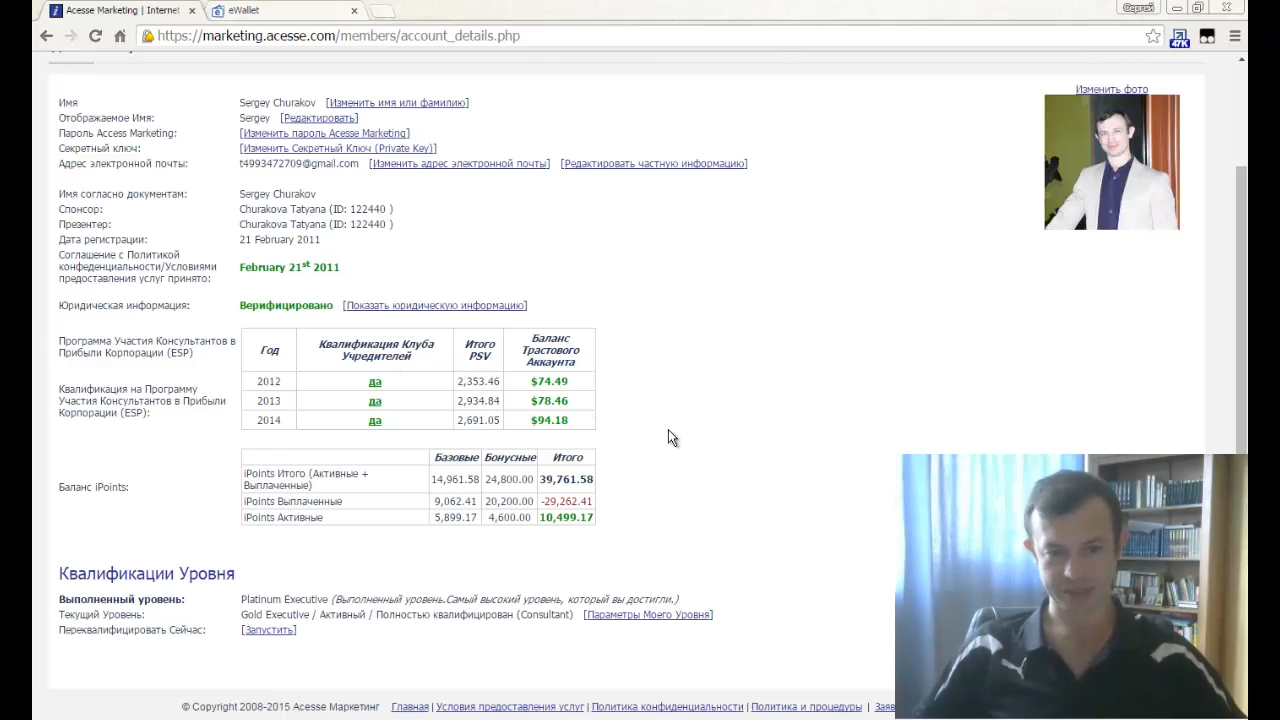 Acesse Marketing | Internet
eWallet
Сергей
https://marketing.acesse.com/members/account_details.php
47K
Изменить фото
Имя Sergey Churakov [Изменить имя или фамилию]
Отображаемое Имя: Sergey [Редактировать]
Пароль Access Marketing: [Изменить пароль Acesse Marketing]
Секретный ключ: [Изменить Секретный Ключ (Private Key)]
Адрес электронной почты: t4993472709@gmail.com [Изменить адрес электронной почты] [Редактировать частную информацию]
Имя согласно документам: Sergey Churakov
Спонсор: Churakova Tatyana (ID: 122440 )
Презентер: Churakova Tatyana (ID: 122440 )
Дата регистрации: 21 February 2011
Соглашение с Политикой
конфеденциальности/Условиями
предоставления услуг принято:
February 21st 2011
Юридическая информация: Верифицировано [Показать юридическую информацию]
Программа Участия Консультантов в
Прибыли Корпорации (ESP)
Квалификация на Программу
Участия Консультантов в Прибыли
Корпорации (ESP):
Год Квалификация Клуба Учредителей Итого PSV Баланс Трастового Аккаунта
2012 да 2,353.46 $74.49
2013 да 2,934.84 $78.46
2014 да 2,691.05 $94.18
Баланс iPoints:
Базовые Бонусные Итого
iPoints Итого (Активные +
Выплаченные) 14,961.58 24,800.00 39,761.58
iPoints Выплаченные 9,062.41 20,200.00 -29,262.41
iPoints Активные 5,899.17 4,600.00 10,499.17
Квалификации Уровня
Выполненный уровень: Platinum Executive (Выполненный уровень.Самый высокий уровень, который вы достигли.)
Текущий Уровень: Gold Executive / Активный / Полностью квалифицирован (Consultant) [Параметры Моего Уровня]
Переквалифицировать Сейчас: [Запустить]
© Copyright 2008-2015 Acesse Маркетинг Главная | Условия предоставления услуг | Политика конфиденциальности | Политика и процедуры | Заяв